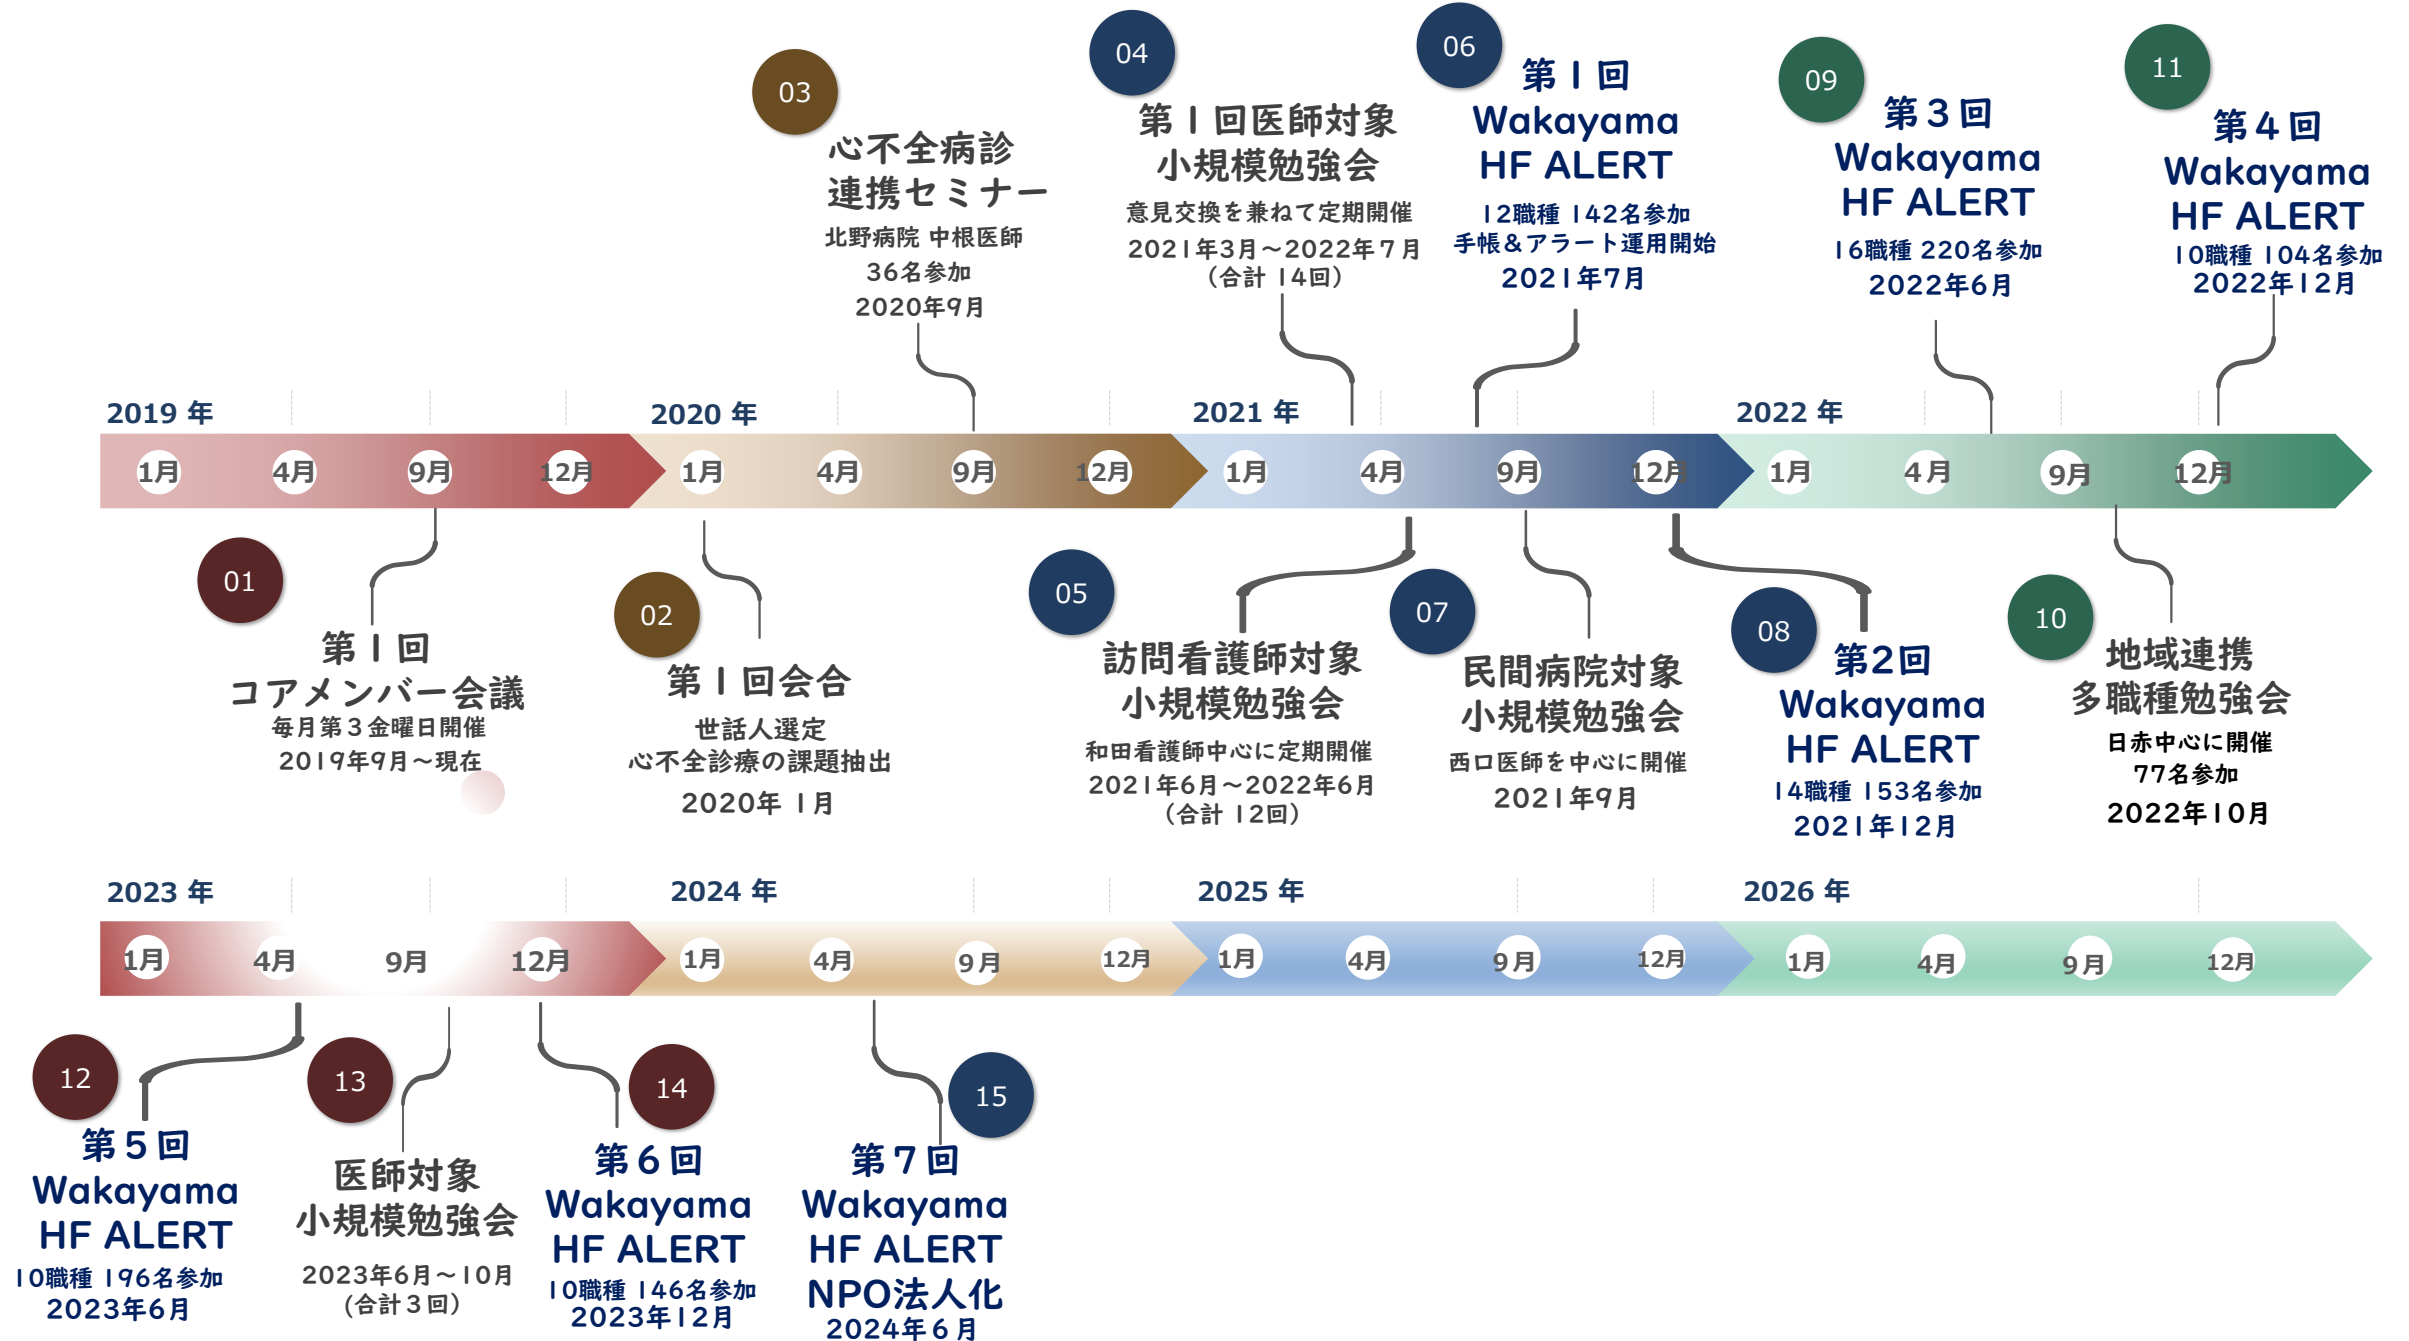 03
心不全病診
連携セミナー
北野病院 中根医師
36名参加
2020年9月
04
第1回医師対象
小規模勉強会
意見交換を兼ねて定期開催
2021年3月～2022年７月
（合計 14回）
06
第1回
Wakayama
HF ALERT
12職種 142名参加
手帳＆アラート運用開始
2021年7月
09
第３回
Wakayama
HF ALERT
16職種 220名参加
2022年6月
11
第４回
Wakayama
HF ALERT
10職種 104名参加
2022年12月
2019 年
2020 年
2021 年
2022 年
1月 4月 9月 12月 1月 4月 9月 12月 1月 4月 9月 12月 1月 4月 9月 12月
01
第1回
コアメンバー会議
毎月第３金曜日開催
2019年9月～現在
02
第1回会合
世話人選定
心不全診療の課題抽出
2020年 1月
05
訪問看護師対象
小規模勉強会
和田看護師中心に定期開催
2021年6月～2022年6月
（合計 12回）
07
民間病院対象
小規模勉強会
西口医師を中心に開催
2021年9月
08
第2回
Wakayama
HF ALERT
14職種 153名参加
2021年12月
10
地域連携
多職種勉強会
日赤中心に開催
77名参加
2022年10月
2023 年
2024 年
2025 年
2026 年
1月 4月 9月 12月 1月 4月 9月 12月 1月 4月 9月 12月 1月 4月 9月 12月
12
第５回
Wakayama
HF ALERT
10職種 196名参加
2023年6月
13
医師対象
小規模勉強会
2023年6月～10月
（合計３回）
14
第６回
Wakayama
HF ALERT
10職種 146名参加
2023年12月
15
第７回
Wakayama
HF ALERT
NPO法人化
2024年６月